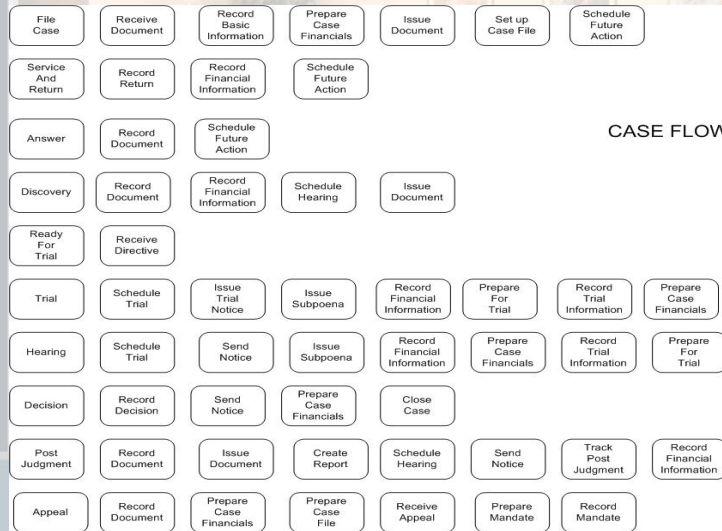 File
Case
Receive
Document
Record
Basic
Information
Prepare
Case
Financials
Issue
Document
Set up
Case File
Schedule
Future
Action
Service
And
Return
Record
Return
Record
Financial
Information
Schedule
Future
Action
Answer
Record
Document
Schedule
Future
Action
CASE FLOW
Discovery
Record
Document
Record
Financial
Information
Schedule
Hearing
Issue
Document
Ready
For
Trial
Receive
Directive
Trial
Schedule
Trial
Issue
Trial
Notice
Issue
Subpoena
Record
Financial
Information
Prepare
For
Trial
Record
Trial
Information
Prepare
Case
Financials
Hearing
Schedule
Trial
Send
Notice
Issue
Subpoena
Record
Financial
Information
Prepare
Case
Financials
Record
Trial
Information
Prepare
For
Trial
Decision
Record
Decision
Send
Notice
Prepare
Case
Financials
Close
Case
Post
Judgment
Record
Document
Issue
Document
Create
Report
Schedule
Hearing
Send
Notice
Track
Post
Judgment
Record
Financial
Information
Appeal
Record
Document
Prepare
Case
Financials
Prepare
Case
File
Receive
Appeal
Prepare
Mandate
Record
Mandate